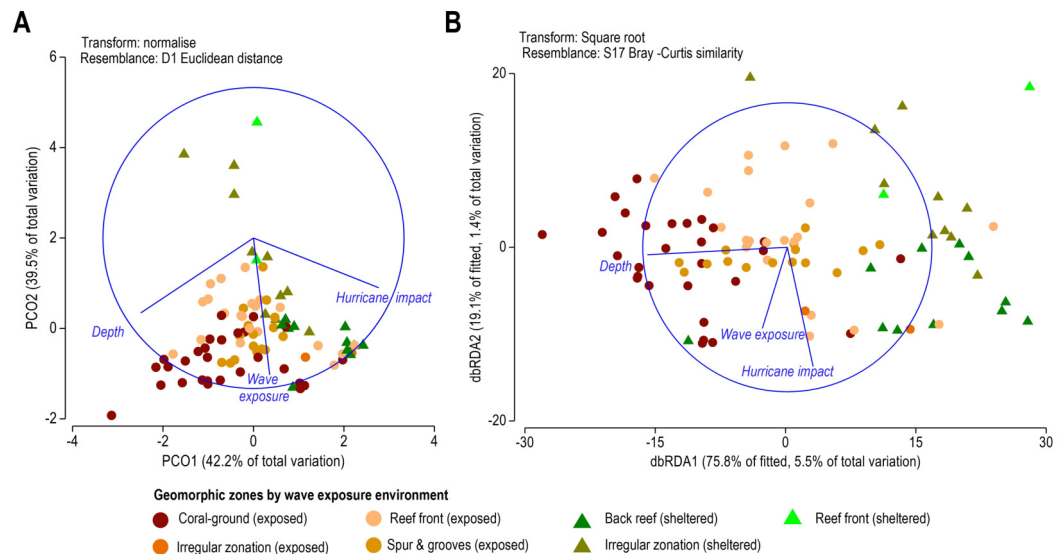 A
Transform: normalise
Resemblance: D1 Euclidean distance
6
4
2
0
-2
PCO2 (39.5% of total variation)
Depth
Wave
exposure
Hurricane impact
-4
-2
0
2
4
PCO1 (42.2% of total variation)
B
Transform: Square root
Resemblance: S17 Bray -Curtis similarity
20
0
-20
dbRDA2 (19.1% of fitted, 1.4% of total variation)
Depth
Wave exposure
Hurricane impact
-30
-15
0
15
30
dbRDA1 (75.8% of fitted, 5.5% of total variation)
Geomorphic zones by wave exposure environment
Coral-ground (exposed)
Reef front (exposed)
Back reef (sheltered)
Reef front (sheltered)
Irregular zonation (exposed)
Spur & grooves (exposed)
Irregular zonation (sheltered)